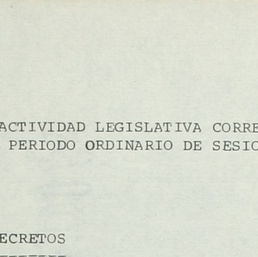 ACTIVIDAD LEGISLATIVA CORRE
PERIODO ORDINARIO DE SESIO
ECRETOS